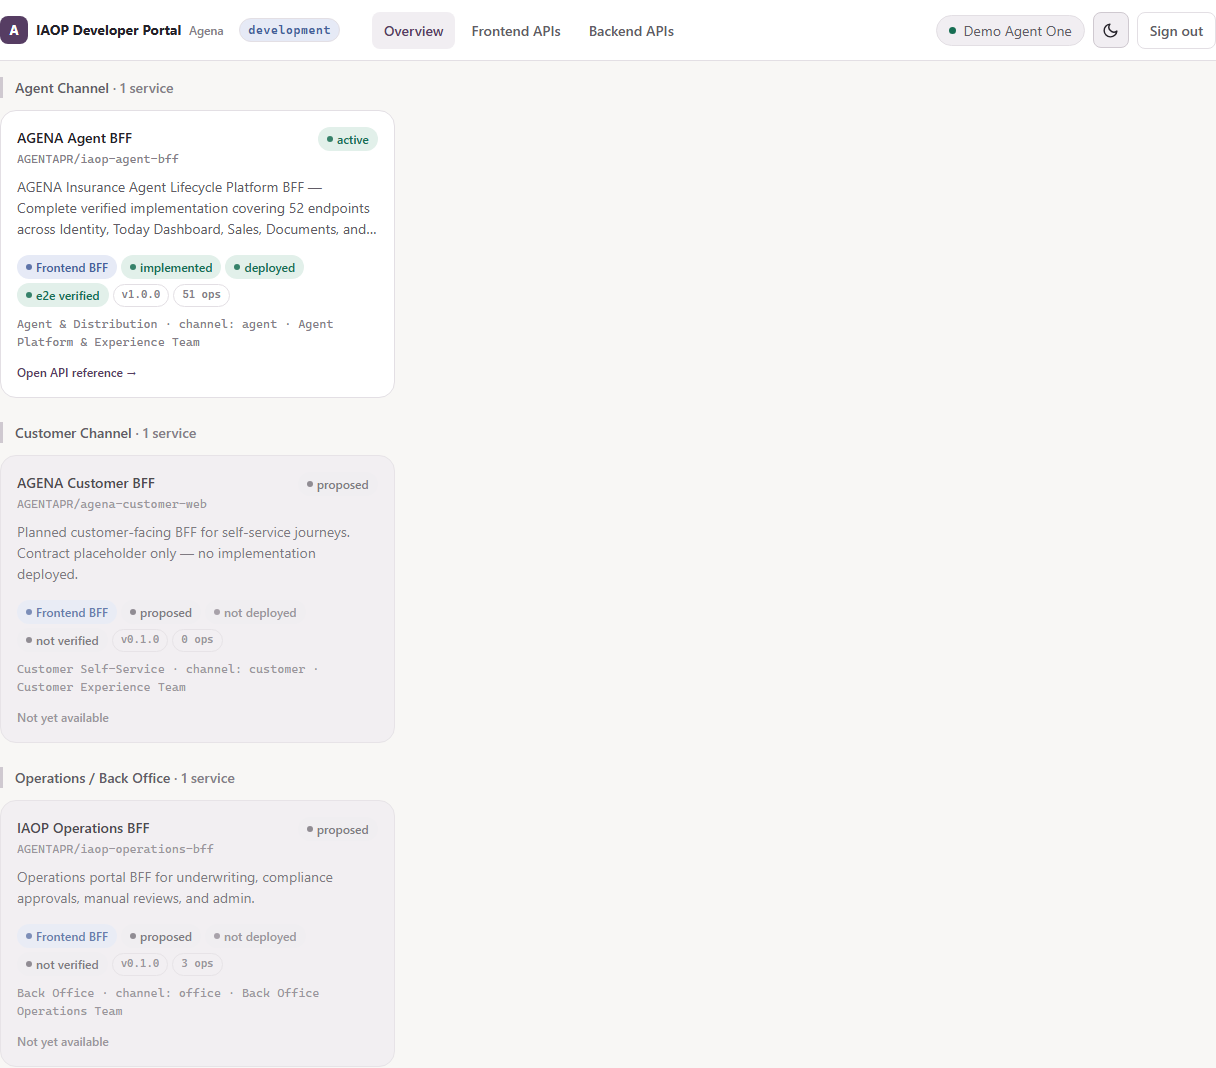 A IAOP Developer Portal Agena development Overview Frontend APIs Backend APIs Demo Agent One Sign out
Agent Channel · 1 service
AGENA Agent BFF active
AGENTAPR/iaop-agent-bff
AGENA Insurance Agent Lifecycle Platform BFF —
Complete verified implementation covering 52 endpoints
across Identity, Today Dashboard, Sales, Documents, and...
Frontend BFF implemented deployed
e2e verified v1.0.0 51 ops
Agent & Distribution · channel: agent · Agent
Platform & Experience Team
Open API reference →
Customer Channel · 1 service
AGENA Customer BFF proposed
AGENTAPR/agena-customer-web
Planned customer-facing BFF for self-service journeys.
Contract placeholder only — no implementation
deployed.
Frontend BFF proposed not deployed
not verified v0.1.0 0 ops
Customer Self-Service · channel: customer ·
Customer Experience Team
Not yet available
Operations / Back Office · 1 service
IAOP Operations BFF proposed
AGENTAPR/iaop-operations-bff
Operations portal BFF for underwriting, compliance
approvals, manual reviews, and admin.
Frontend BFF proposed not deployed
not verified v0.1.0 3 ops
Back Office · channel: office · Back Office
Operations Team
Not yet available